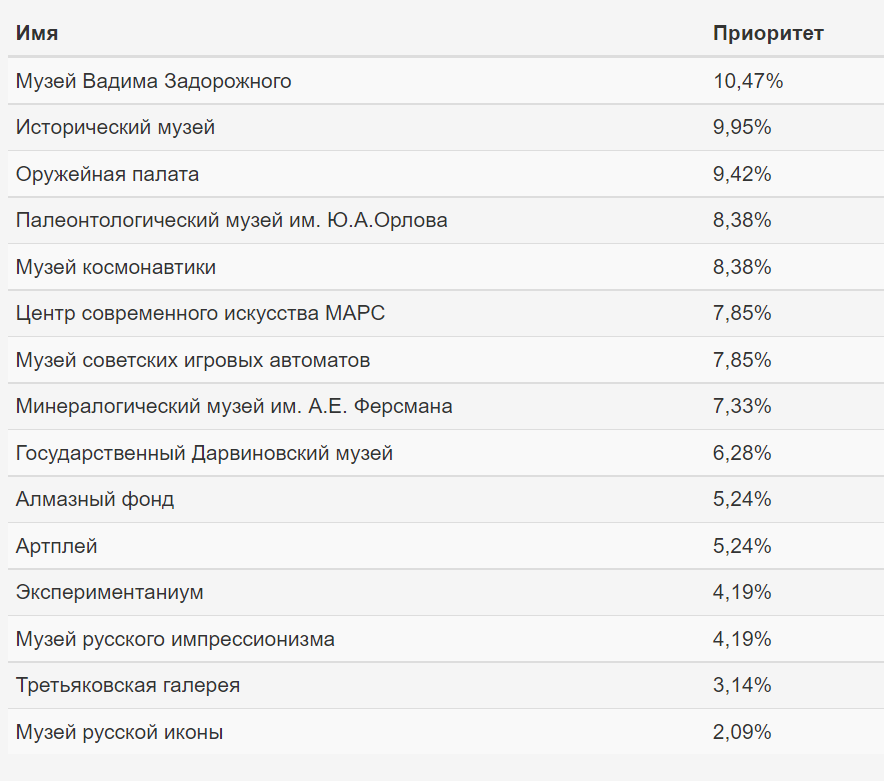 Имя Приоритет
Музей Вадима Задорожного 10,47%
Исторический музей 9,95%
Оружейная палата 9,42%
Палеонтологический музей им. Ю.А.Орлова 8,38%
Музей космонавтики 8,38%
Центр современного искусства МАРС 7,85%
Музей советских игровых автоматов 7,85%
Минералогический музей им. А.Е. Ферсмана 7,33%
Государственный Дарвиновский музей 6,28%
Алмазный фонд 5,24%
Артплей 5,24%
Экспериментаниум 4,19%
Музей русского импрессионизма 4,19%
Третьяковская галерея 3,14%
Музей русской иконы 2,09%